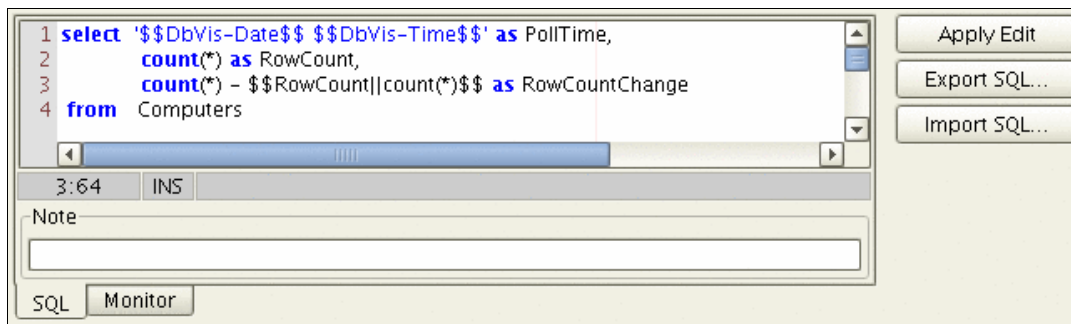 1 select '$$DbVis-Date$$ $$DbVis-Time$$' as PollTime,
2 count(*) as RowCount,
3 count(*) - $$RowCount||count(*)$$ as RowCountChange
4 from Computers
Apply Edit
Export SQL...
Import SQL...
3:64 INS
Note
SQL Monitor